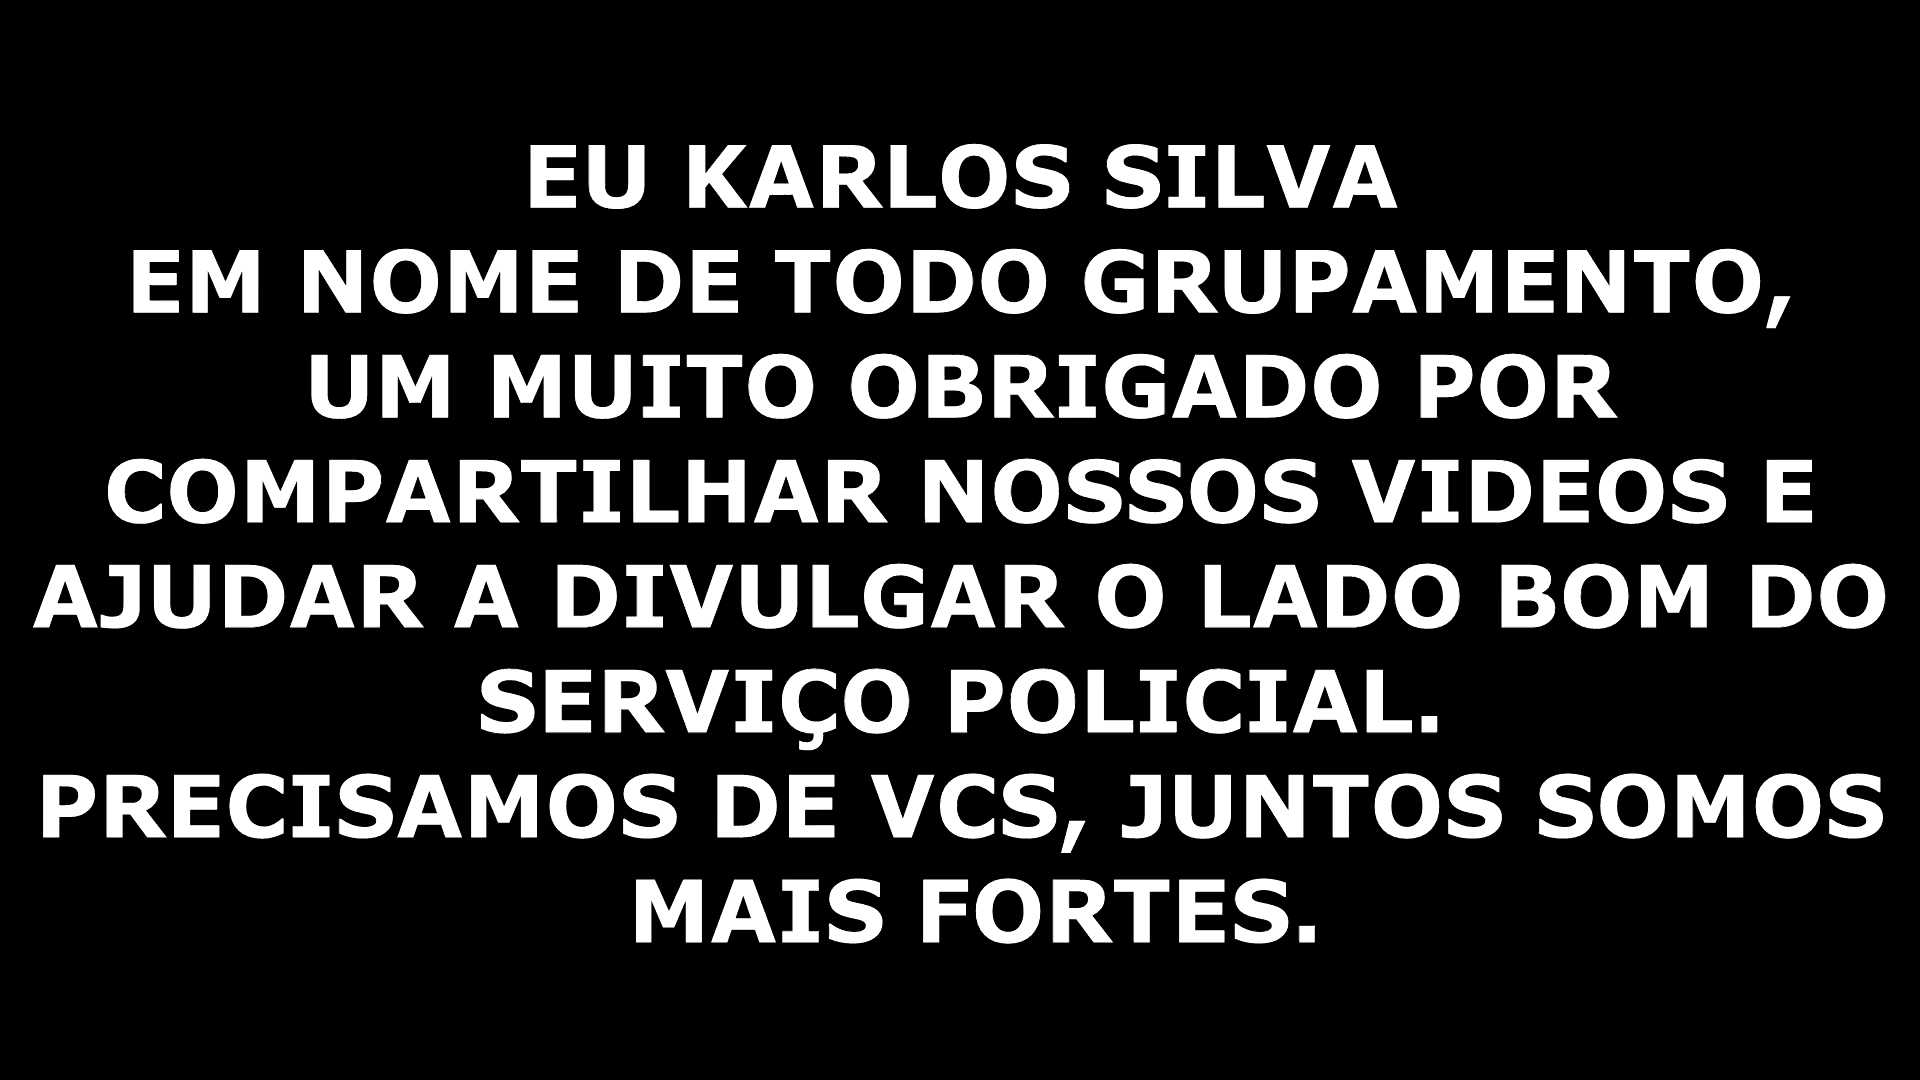 EU KARLOS SILVA
EM NOME DE TODO GRUPAMENTO,
UM MUITO OBRIGADO POR
COMPARTILHAR NOSSOS VIDEOS E
AJUDAR A DIVULGAR O LADO BOM DO
SERVIÇO POLICIAL.
PRECISAMOS DE VCS, JUNTOS SOMOS
MAIS FORTES.